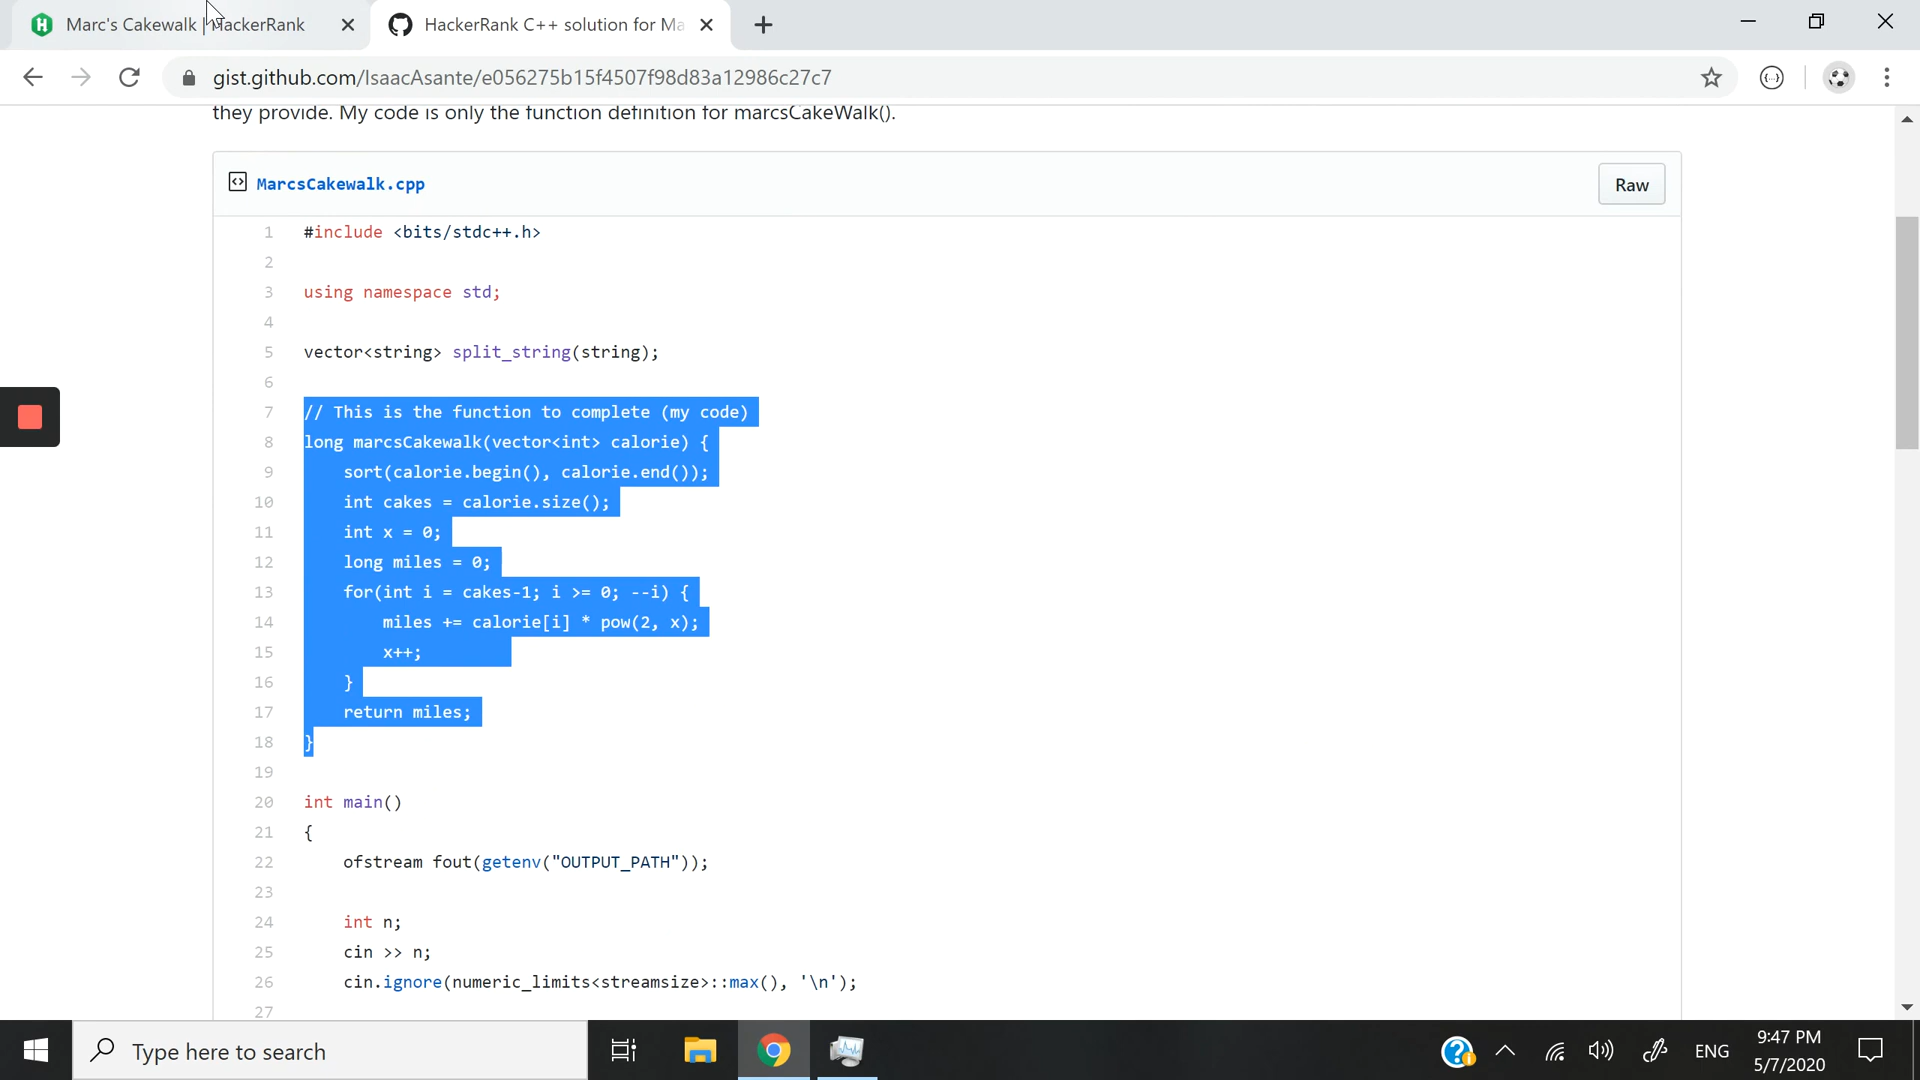 Marc's Cakewalk | HackerRank
HackerRank C++ solution for Ma
gist.github.com/IsaacAsante/e056275b15f4507f98d83a12986c27c7
they provide. My code is only the function definition for marcsCakeWalk().
MarcsCakewalk.cpp
Raw
1 #include <bits/stdc++.h>
2
3 using namespace std;
4
5 vector<string> split_string(string);
6
7 // This is the function to complete (my code)
8 long marcsCakewalk(vector<int> calorie) {
9 sort(calorie.begin(), calorie.end());
10 int cakes = calorie.size();
11 int x = 0;
12 long miles = 0;
13 for(int i = cakes-1; i >= 0; --i) {
14 miles += calorie[i] * pow(2, x);
15 x++;
16 }
17 return miles;
18 }
19
20 int main()
21 {
22 ofstream fout(getenv("OUTPUT_PATH"));
23
24 int n;
25 cin >> n;
26 cin.ignore(numeric_limits<streamsize>::max(), '\n');
27
Type here to search
ENG
9:47 PM
5/7/2020